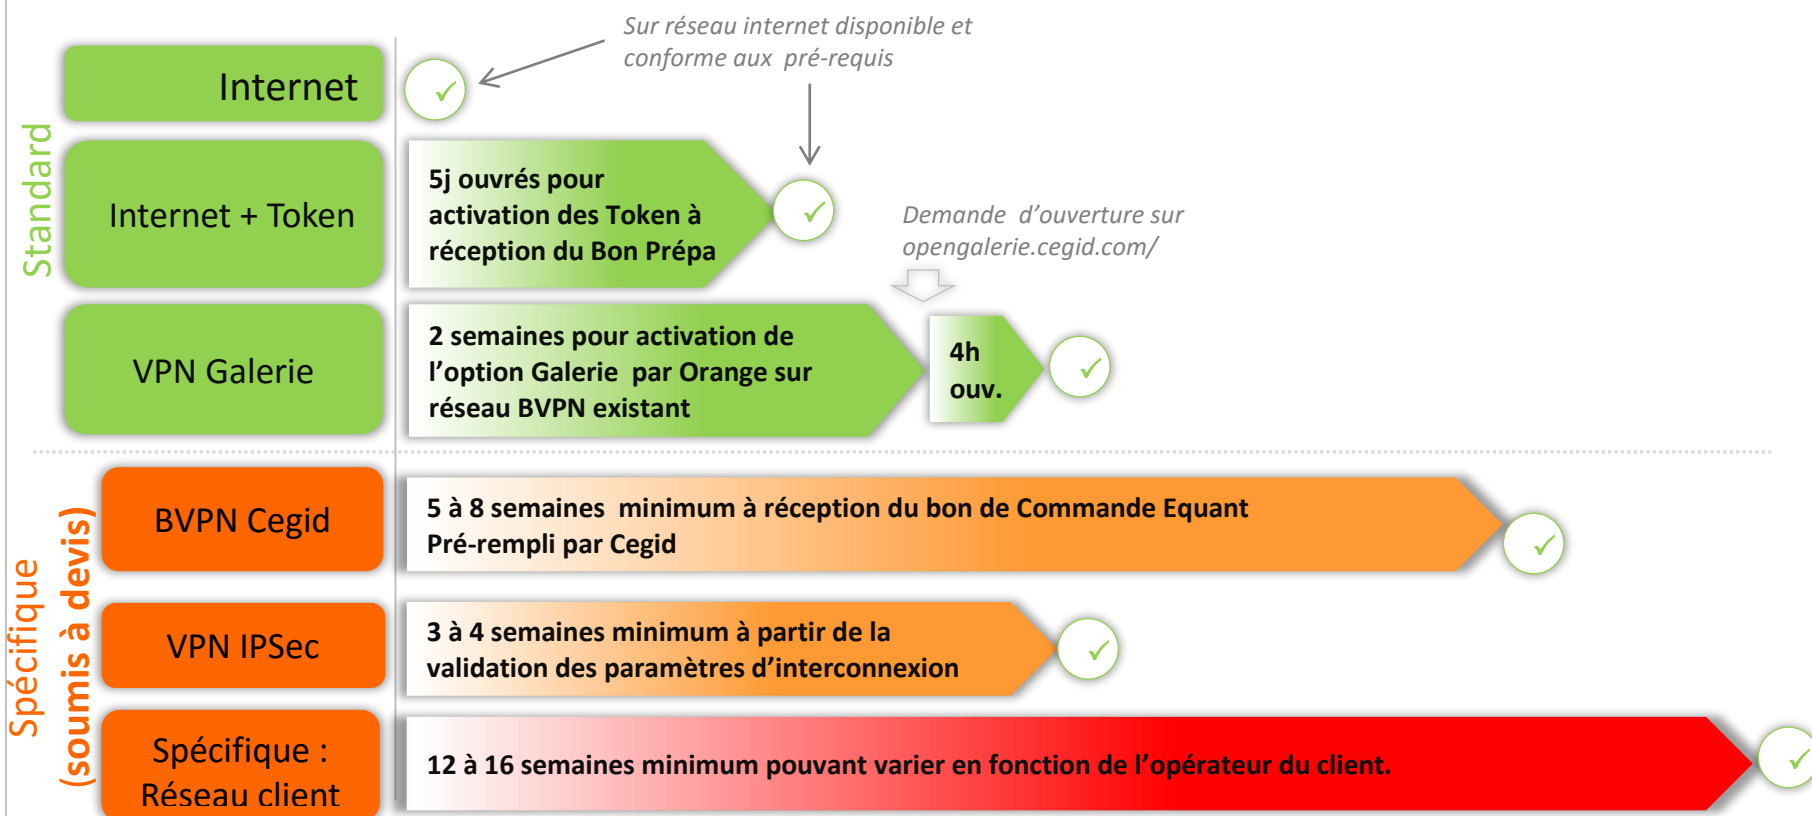 Sur réseau internet disponible et
conforme aux pré-requis
Standard
Internet
Internet + Token
5j ouvrés pour
activation des Token à
réception du Bon Prépa
Demande d'ouverture sur
opengalerie.cegid.com/
VPN Galerie
2 semaines pour activation de
l'option Galerie par Orange sur
réseau BVPN existant
4h
ouv.
Spécifique
(soumis à devis)
BVPN Cegid
5 à 8 semaines minimum à réception du bon de Commande Equant
Pré-rempli par Cegid
VPN IPSec
3 à 4 semaines minimum à partir de la
validation des paramètres d'interconnexion
Spécifique :
Réseau client
12 à 16 semaines minimum pouvant varier en fonction de l'opérateur du client.